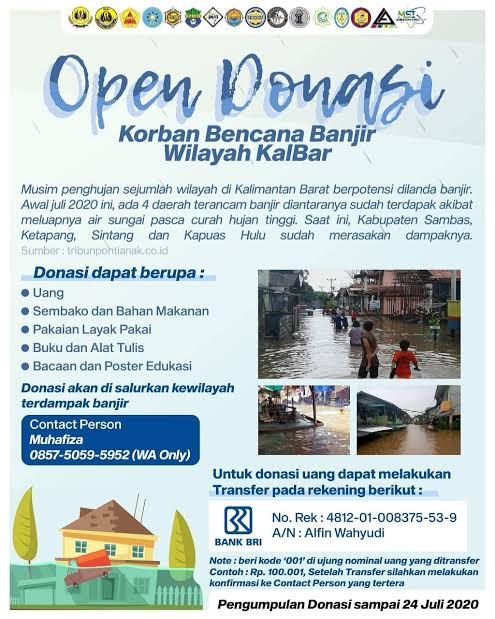 MST
Open Donasi
Korban Bencana Banjir
Wilayah KalBar
Musim penghujan sejumlah wilayah di Kalimantan Barat berpotensi dilanda banjir.
Awal juli 2020 ini, ada 4 daerah terancam banjir diantaranya sudah terdapak akibat
meluapnya air sungai pasca curah hujan tinggi. Saat ini, Kabupaten Sambas,
Ketapang, Sintang dan Kapuas Hulu sudah merasakan dampaknya.
Sumber : tribunpontianak.co.id
Donasi dapat berupa :
Uang
Sembako dan Bahan Makanan
Pakaian Layak Pakai
Buku dan Alat Tulis
Bacaan dan Poster Edukasi
Donasi akan di salurkan kewilayah
terdampak banjir
Contact Person
Muhafiza
0857-5059-5952 (WA Only)
Untuk donasi uang dapat melakukan
Transfer pada rekening berikut :
BANK BRI
No. Rek : 4812-01-008375-53-9
A/N : Alfin Wahyudi
Note : beri kode '001' di ujung nominal uang yang ditransfer
Contoh : Rp. 100.001, Setelah Transfer silahkan melakukan
konfirmasi ke Contact Person yang tertera
Pengumpulan Donasi sampai 24 Juli 2020